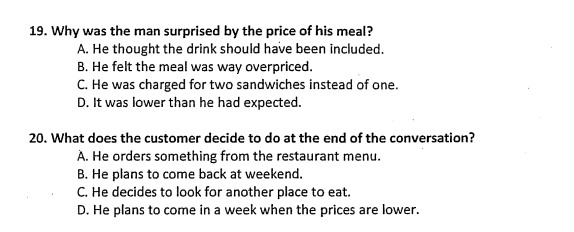 19. Why was the man surprised by the price of his meal?
A. He thought the drink should have been included.
B. He felt the meal was way overpriced.
C. He was charged for two sandwiches instead of one.
D. It was lower than he had expected.
20. What does the customer decide to do at the end of the conversation?
A. He orders something from the restaurant menu.
B. He plans to come back at weekend.
C. He decides to look for another place to eat.
D. He plans to come in a week when the prices are lower.